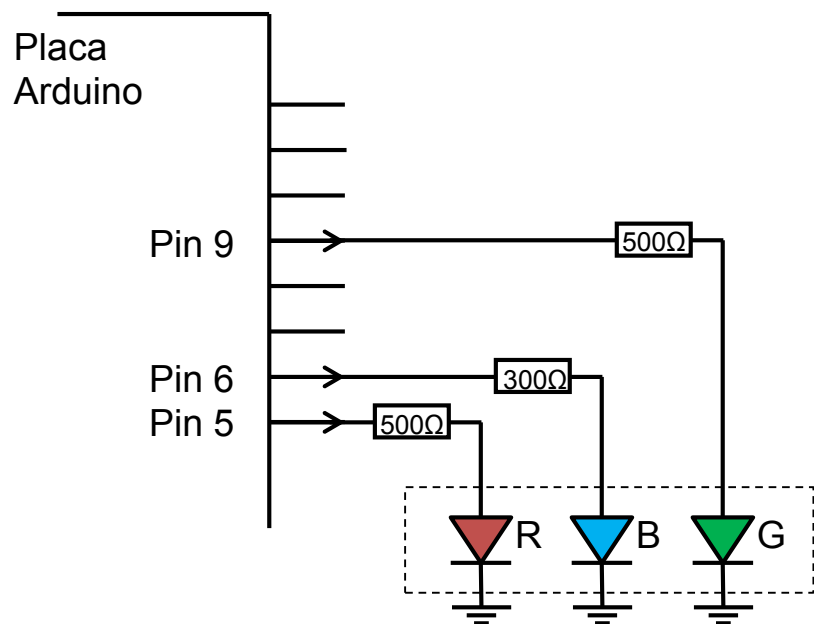 Placa
Arduino
Pin 9
500Ω
Pin 6
300Ω
Pin 5
500Ω
R
B
G